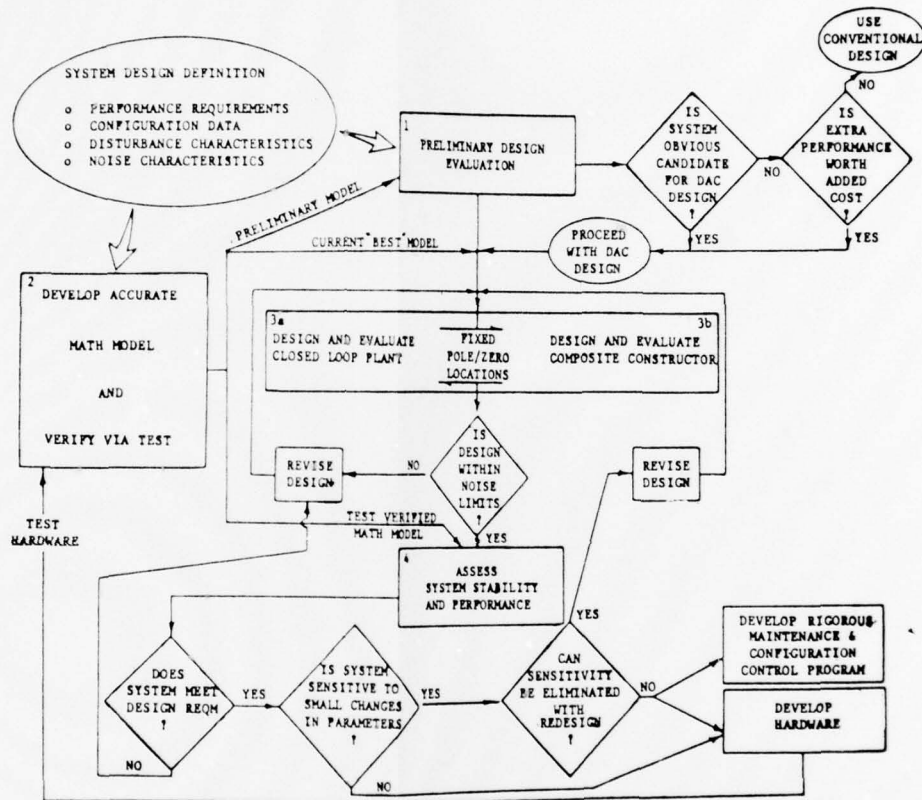 USE
CONVENTIONAL
DESIGN
SYSTEM DESIGN DEFINITION
o PERFORMANCE REQUIREMENTS
o CONFIGURATION DATA
o DISTURBANCE CHARACTERISTICS
o NOISE CHARACTERISTICS
1
PRELIMINARY DESIGN
EVALUATION
IS
SYSTEM
OBVIOUS
CANDIDATE
FOR DAC
DESIGN
?
NO
IS
EXTRA
PERFORMANCE
WORTH
ADDED
COST
?
NO
YES
YES
PRELIMINARY MODEL
CURRENT "BEST" MODEL
PROCEED
WITH DAC
DESIGN
2
DEVELOP ACCURATE
MATH MODEL
AND
VERIFY VIA TEST
3a
DESIGN AND EVALUATE
CLOSED LOOP PLANT
FIXED
POLE/ZERO
LOCATIONS
3b
DESIGN AND EVALUATE
COMPOSITE CONSTRUCTOR
REVISE
DESIGN
NO
IS
DESIGN
WITHIN
NOISE
LIMITS
?
YES
REVISE
DESIGN
TEST
HARDWARE
TEST VERIFIED
MATH MODEL
4
ASSESS
SYSTEM STABILITY
AND PERFORMANCE
DOES
SYSTEM MEET
DESIGN REQM
?
YES
NO
IS SYSTEM
SENSITIVE TO
SMALL CHANGES
IN PARAMETERS
?
YES
NO
CAN
SENSITIVITY
BE ELIMINATED
WITH
REDESIGN
?
YES
NO
DEVELOP RIGOROUS
MAINTENANCE &
CONFIGURATION
CONTROL PROGRAM
DEVELOP
HARDWARE